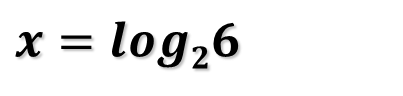 x = log₂6